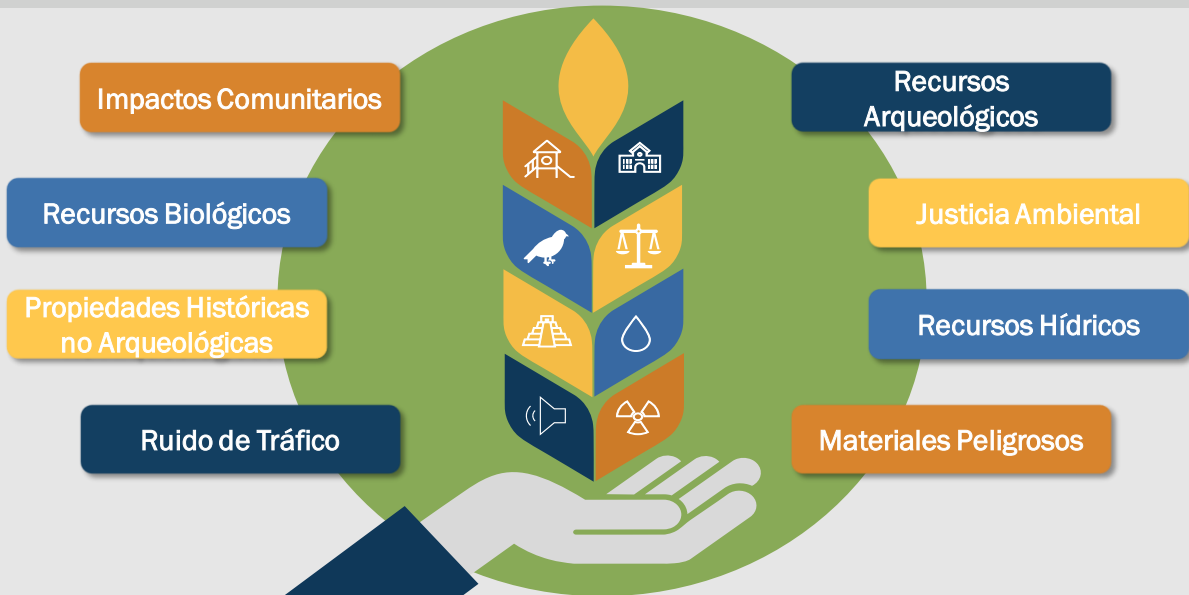 Impactos Comunitarios
Recursos Biológicos
Propiedades Históricas
no Arqueológicas
Ruido de Tráfico
Recursos
Arqueológicos
Justicia Ambiental
Recursos Hídricos
Materiales Peligrosos